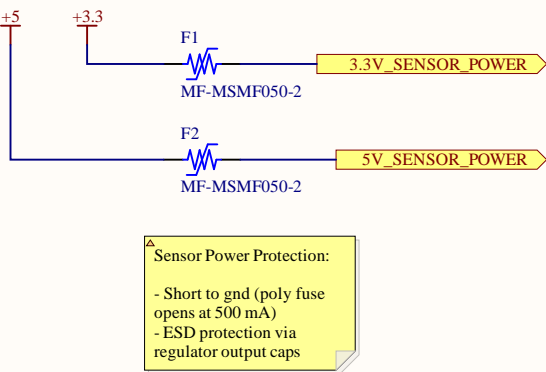 +5
+3.3
F1
3.3V_SENSOR_POWER
MF-MSMF050-2
F2
5V_SENSOR_POWER
MF-MSMF050-2
Sensor Power Protection:
- Short to gnd (poly fuse
opens at 500 mA)
- ESD protection via
regulator output caps